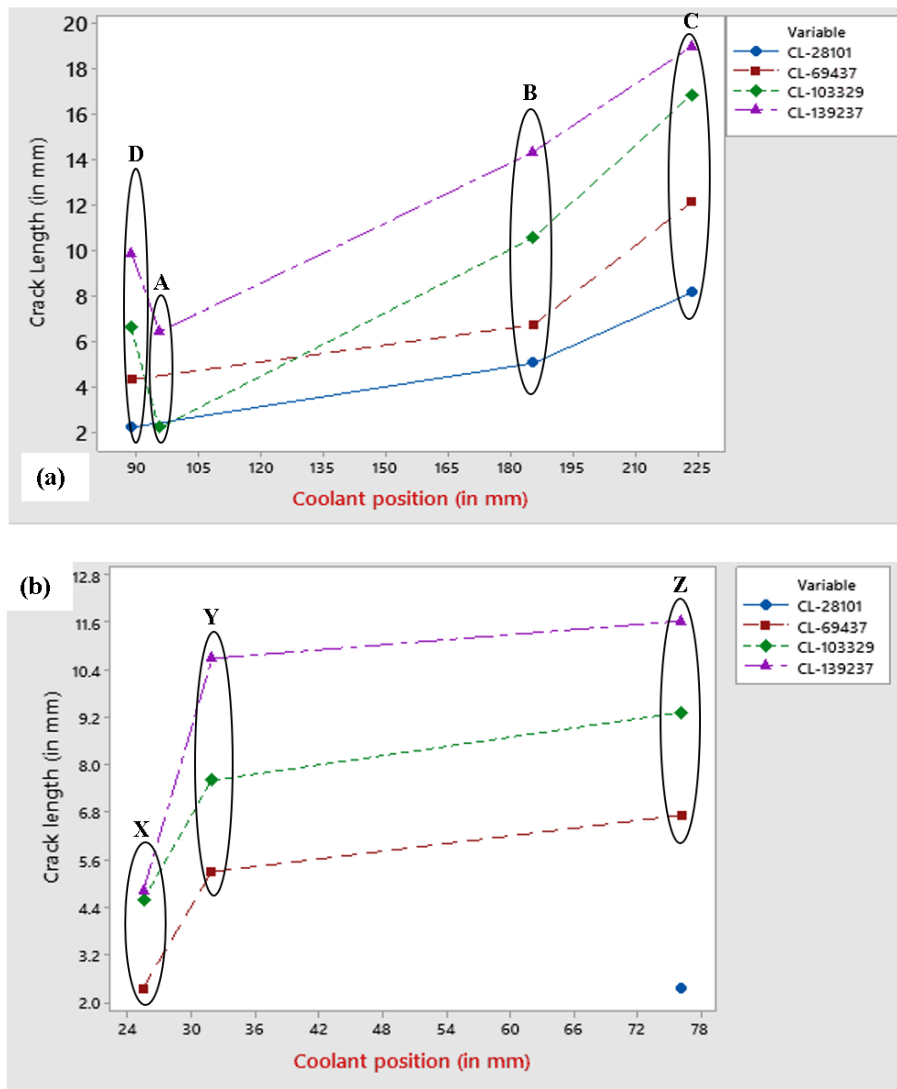 20
18
16
14
12
10
8
6
4
2
Crack Length (in mm)
D
A
B
C
Variable
CL-28101
CL-69437
CL-103329
CL-139237
90 105 120 135 150 165 180 195 210 225
Coolant position (in mm)
(a)
(b)
12.8
11.6
10.4
9.2
8.0
6.8
5.6
4.4
3.2
2.0
Crack length (in mm)
X
Y
Z
Variable
CL-28101
CL-69437
CL-103329
CL-139237
24 30 36 42 48 54 60 66 72 78
Coolant position (in mm)